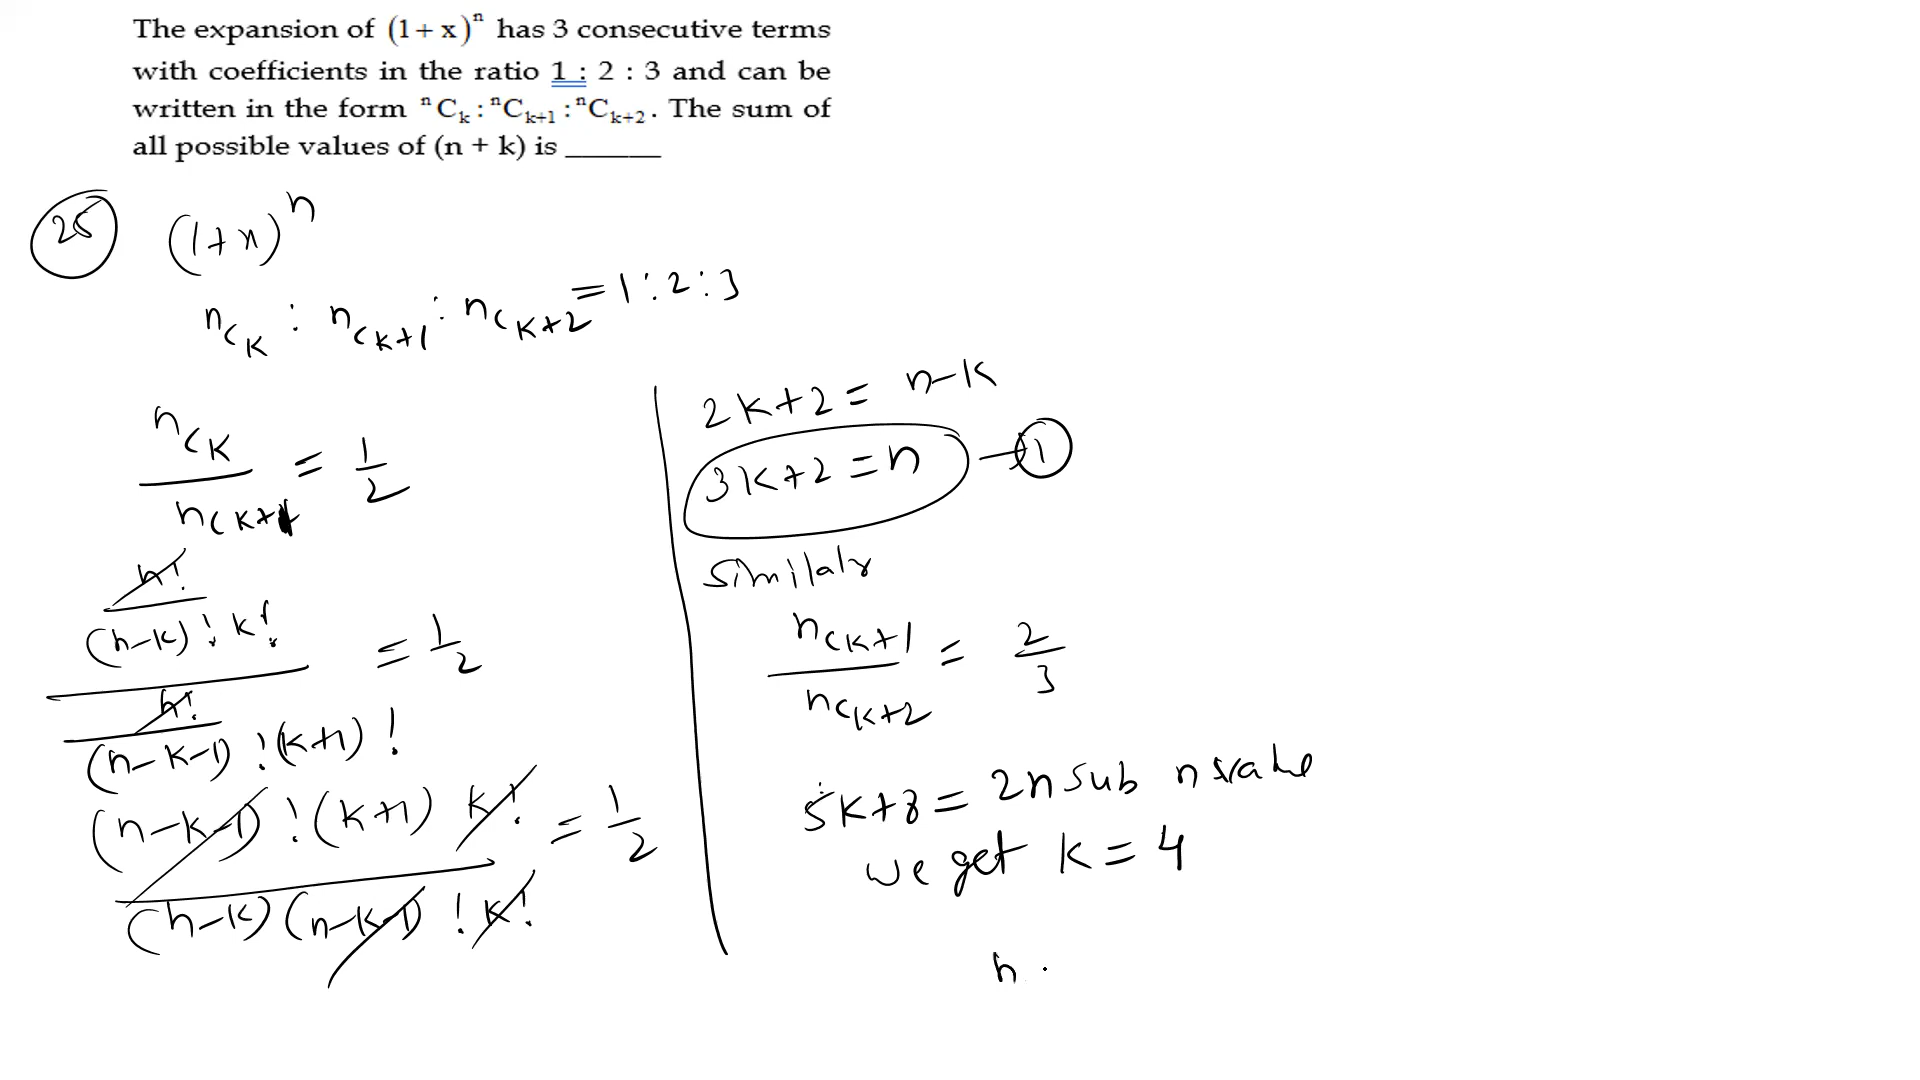 The expansion of (1 + x)ⁿ has 3 consecutive terms
with coefficients in the ratio 1 : 2 : 3 and can be
written in the form ⁿCₖ : ⁿCₖ₊₁ : ⁿCₖ₊₂. The sum of
all possible values of (n + k) is ______
25 (1+x)ⁿ
nCK : nCK+1 : nCK+2 = 1:2:3
nCK / nCK+1 = 1/2
n! / (n-k)! k!
= 1/2
n! / (n-k-1)! (k+1)!
(n-k-1)! (k+1) k! / (n-k)(n-k-1)! k! = 1/2
2k+2 = n-k
3k+2 = n → 1
Similaly
nCK+1 / nCK+2 = 2/3
5k+8 = 2n sub n value
we get k = 4
n .